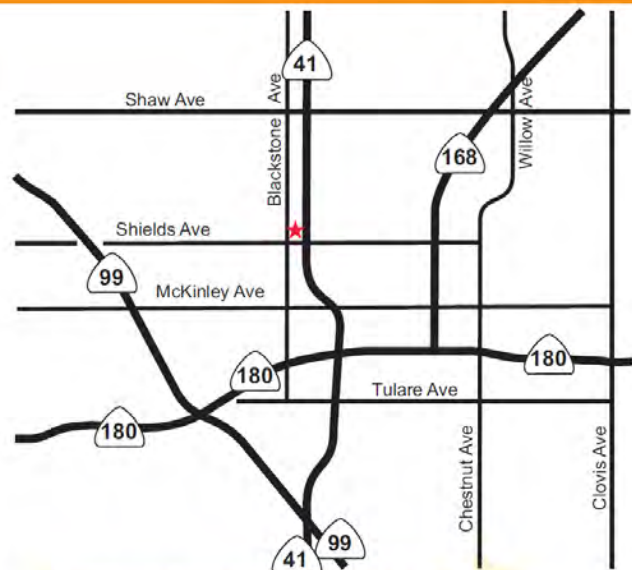 41
Shaw Ave
Blackstone Ave
Willow Ave
168
Shields Ave
99
McKinley Ave
180
180
Tulare Ave
180
Chestnut Ave
Clovis Ave
99
41